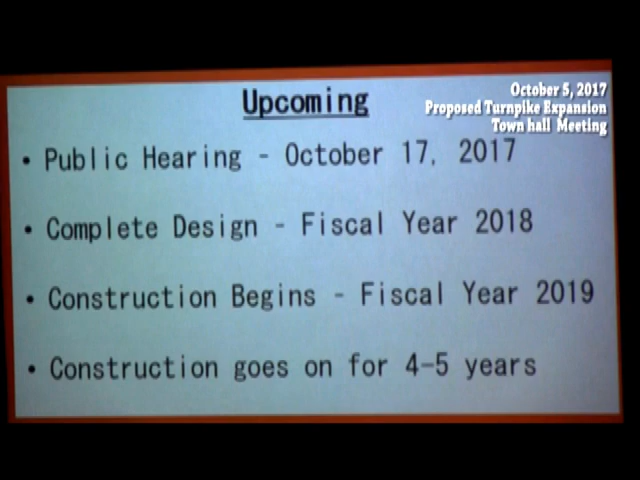 Upcoming
October 5, 2017
Proposed Turnpike Expansion
Town hall Meeting
• Public Hearing - October 17, 2017
• Complete Design - Fiscal Year 2018
• Construction Begins - Fiscal Year 2019
• Construction goes on for 4-5 years